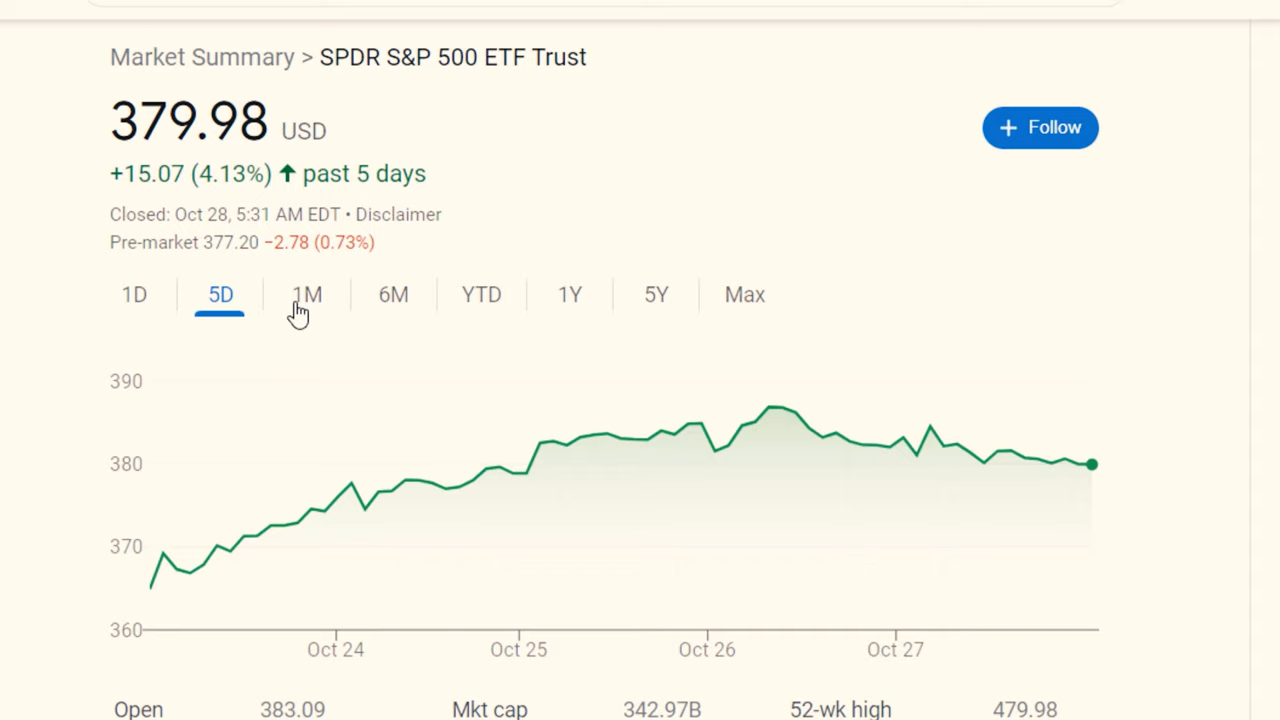 Market Summary > SPDR S&P 500 ETF Trust
379.98 USD
+ Follow
+15.07 (4.13%) ↑ past 5 days
Closed: Oct 28, 5:31 AM EDT • Disclaimer
Pre-market 377.20 −2.78 (0.73%)
1D 5D 1M 6M YTD 1Y 5Y Max
390
380
370
360
Oct 24 Oct 25 Oct 26 Oct 27
Open 383.09 Mkt cap 342.97B 52-wk high 479.98